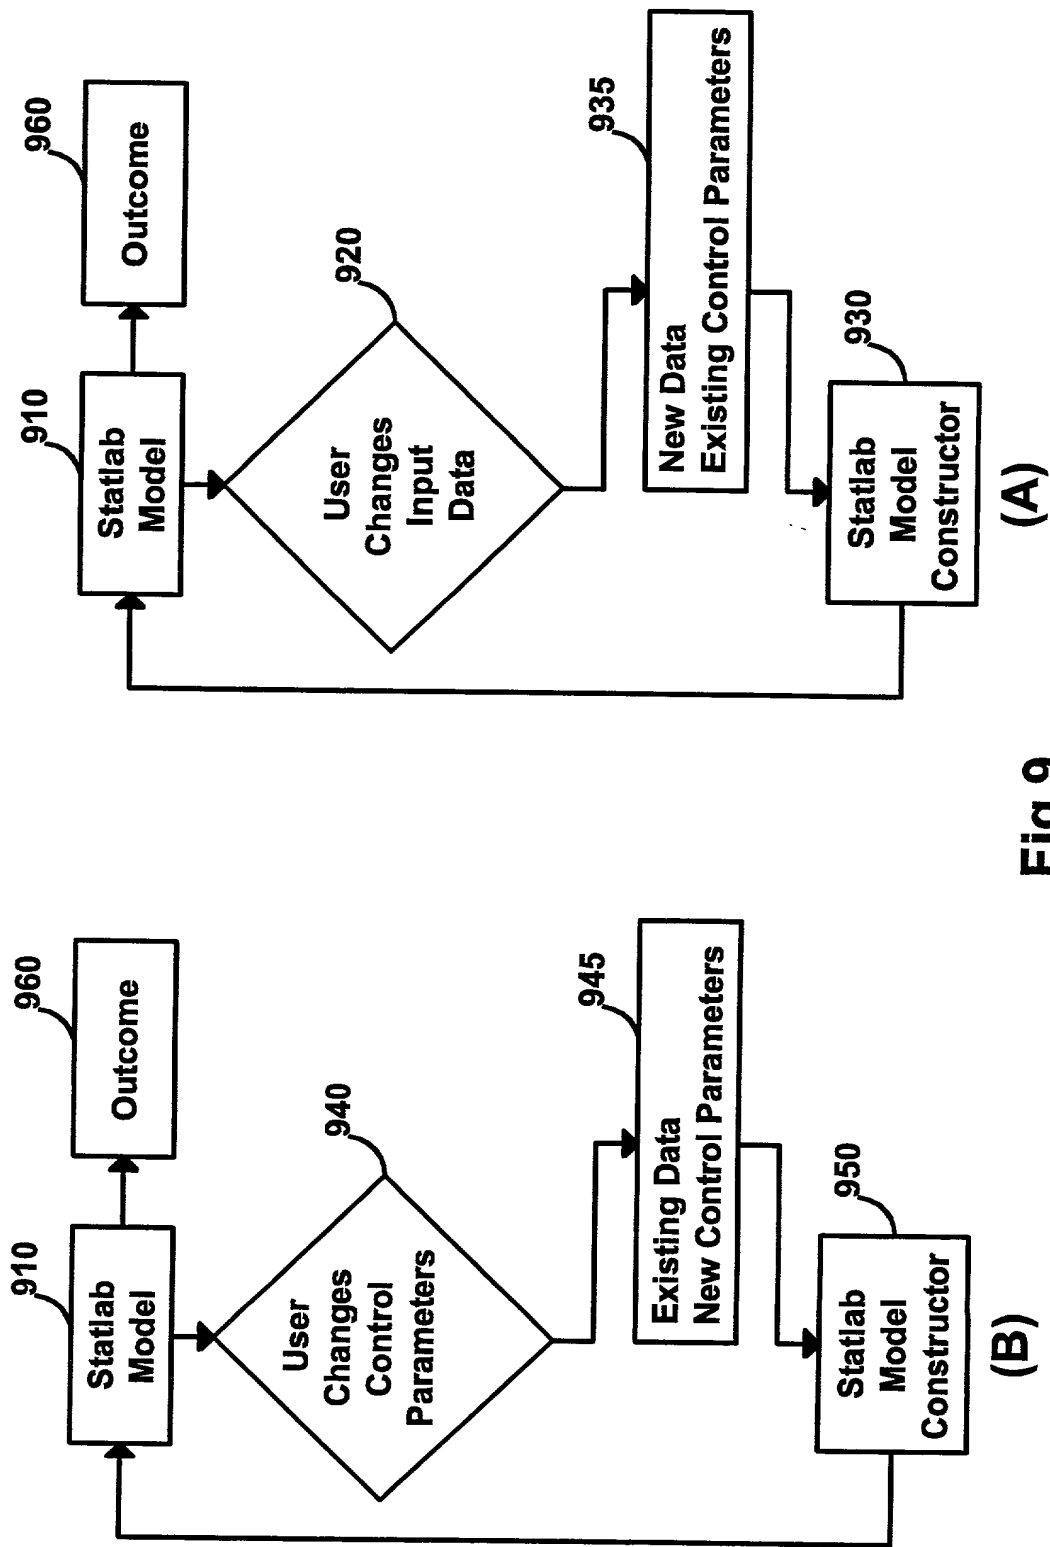 910
Statlab
Model
960
Outcome
User
Changes
Control
Parameters
940
945
Existing Data
New Control Parameters
950
Statlab
Model
Constructor
(B)
910
Statlab
Model
960
Outcome
User
Changes
Input
Data
920
935
New Data
Existing Control Parameters
930
Statlab
Model
Constructor
(A)
Fig 9